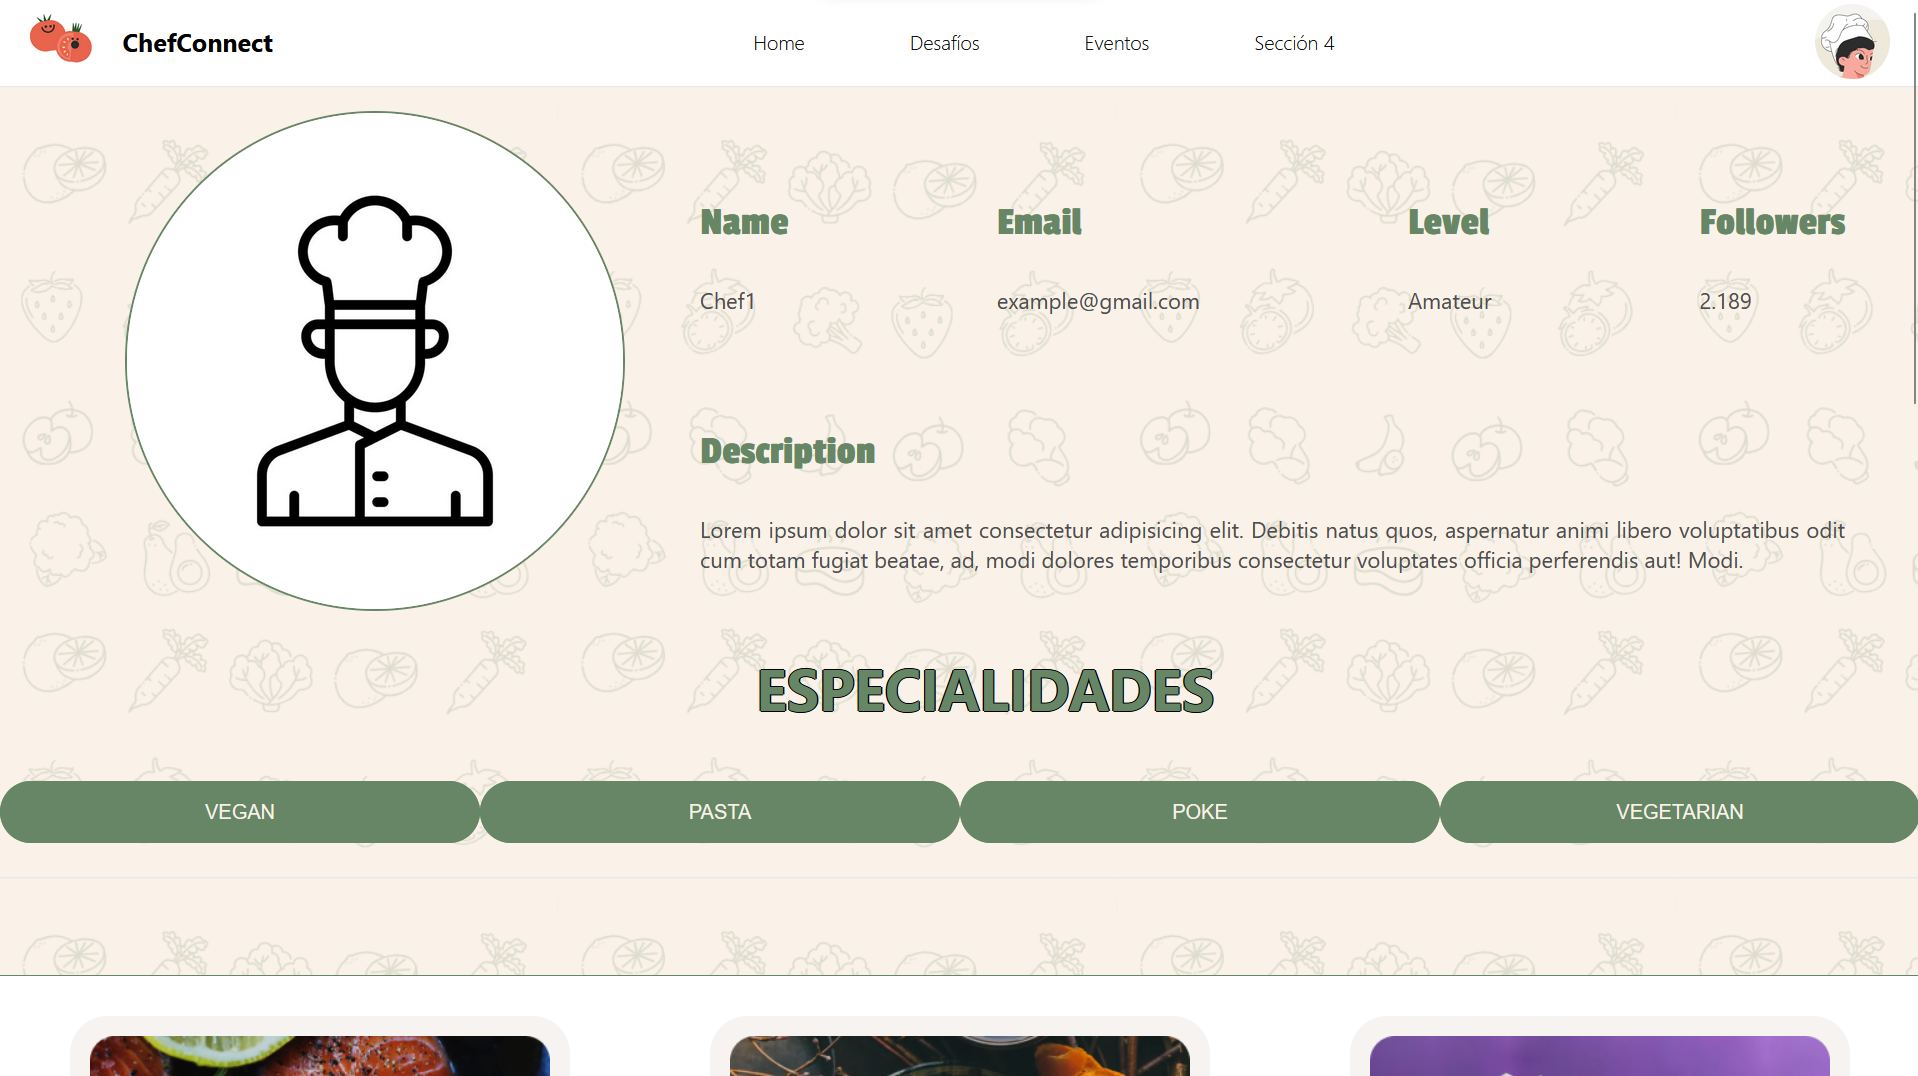 ChefConnect
Home
Desafíos
Eventos
Sección 4
Name
Email
Level
Followers
Chef1
example@gmail.com
Amateur
2.189
Description
Lorem ipsum dolor sit amet consectetur adipisicing elit. Debitis natus quos, aspernatur animi libero voluptatibus odit
cum totam fugiat beatae, ad, modi dolores temporibus consectetur voluptates officia perferendis aut! Modi.
ESPECIALIDADES
VEGAN
PASTA
POKE
VEGETARIAN